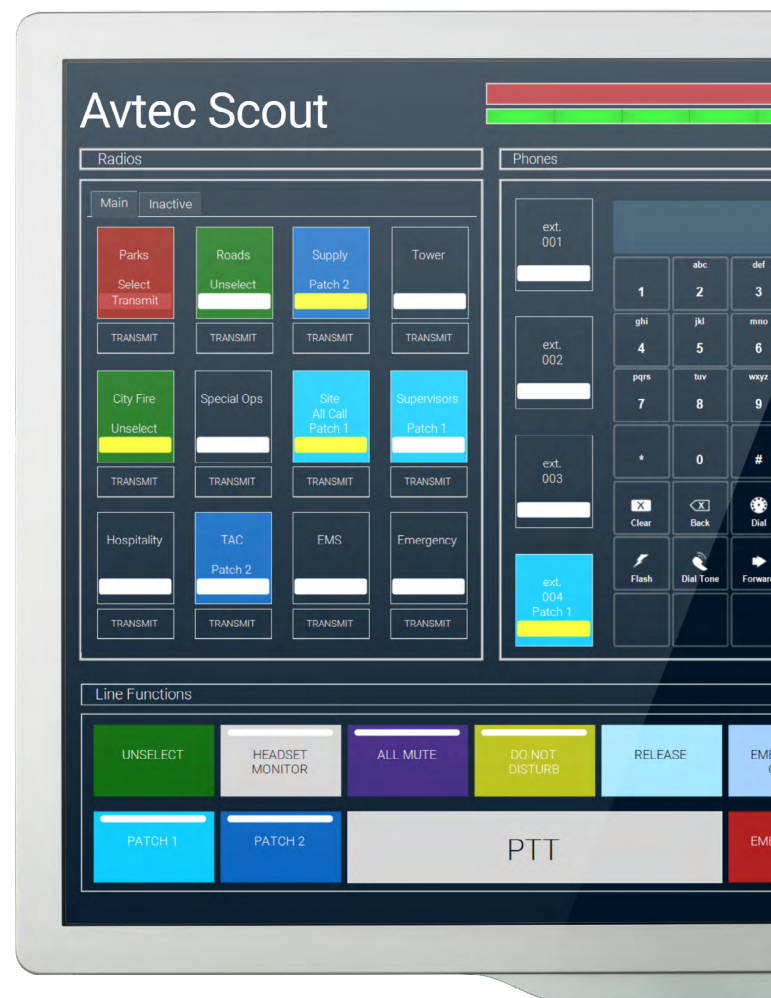 Avtec Scout
Radios
Phones
Main
Inactive
Parks
Select
Transmit
Roads
Unselect
Supply
Patch 2
Tower
TRANSMIT
TRANSMIT
TRANSMIT
TRANSMIT
City Fire
Unselect
Special Ops
Site
All Call
Patch 1
Supervisors
Patch 1
TRANSMIT
TRANSMIT
TRANSMIT
TRANSMIT
Hospitality
TAC
Patch 2
EMS
Emergency
TRANSMIT
TRANSMIT
TRANSMIT
TRANSMIT
ext.
001
ext.
002
ext.
003
ext.
004
Patch 1
1
abc
2
def
3
ghi
4
jkl
5
mno
6
pqrs
7
tuv
8
wxyz
9
*
0
#
X
Clear
X
Back
Dial
Flash
Dial Tone
Forwar
Line Functions
UNSELECT
HEADSET
MONITOR
ALL MUTE
DO NOT
DISTURB
RELEASE
PATCH 1
PATCH 2
PTT